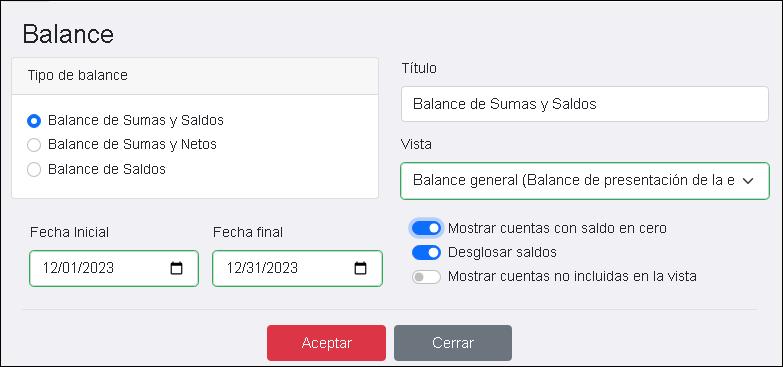 Balance
Tipo de balance
Balance de Sumas y Saldos
Balance de Sumas y Netos
Balance de Saldos
Título
Balance de Sumas y Saldos
Vista
Balance general (Balance de presentación de la e
Fecha Inicial
12/01/2023
Fecha final
12/31/2023
Mostrar cuentas con saldo en cero
Desglosar saldos
Mostrar cuentas no incluidas en la vista
Aceptar
Cerrar